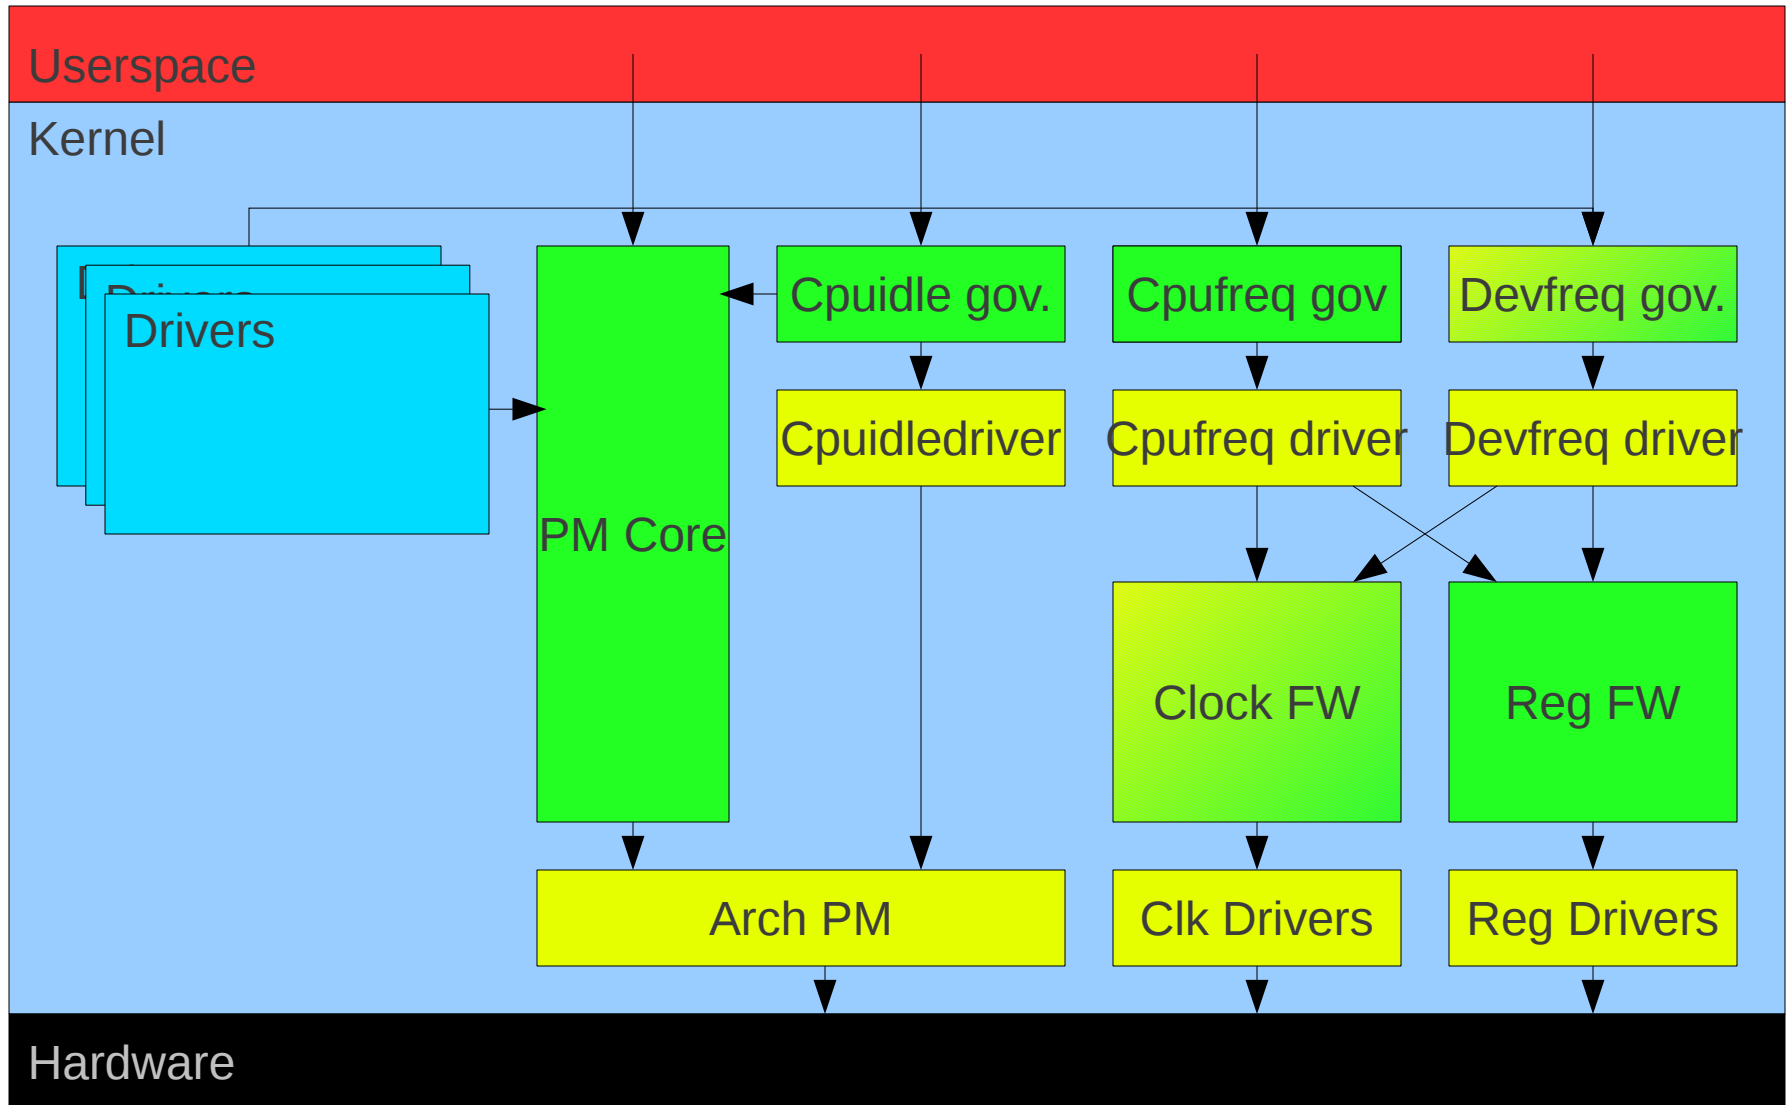 Userspace
Kernel
Drivers
Drivers
Cpuidle gov.
Cpufreq gov
Devfreq gov.
Cpuidledriver
Cpufreq driver
Devfreq driver
PM Core
Clock FW
Reg FW
Arch PM
Clk Drivers
Reg Drivers
Hardware